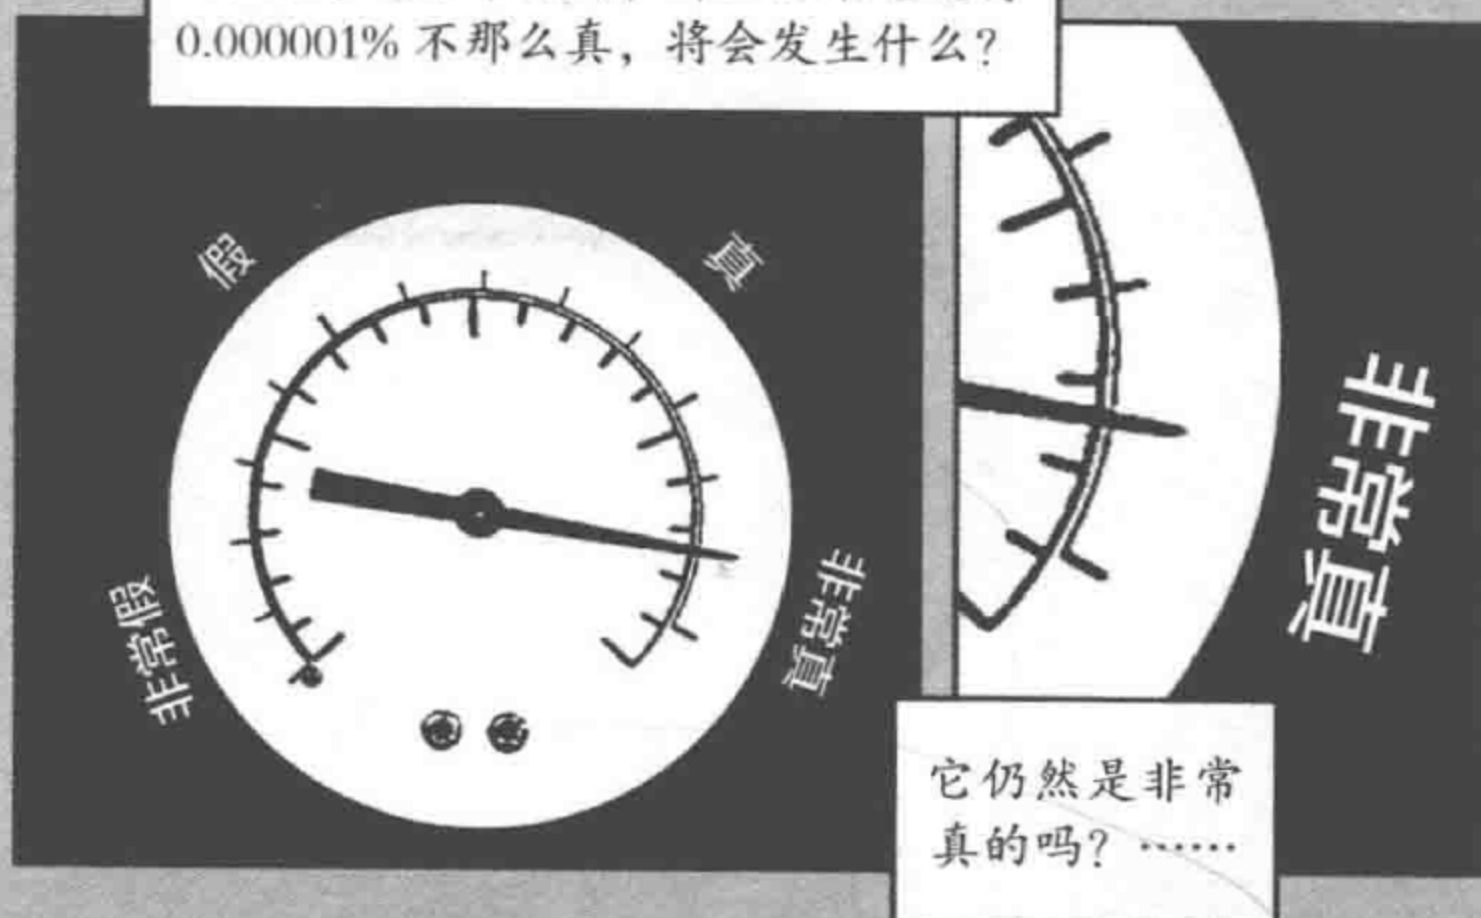 0.000001% 不那么真，将会发生什么？
假
真
非常假
非常真
非常真
它仍然是非常
真的吗？……